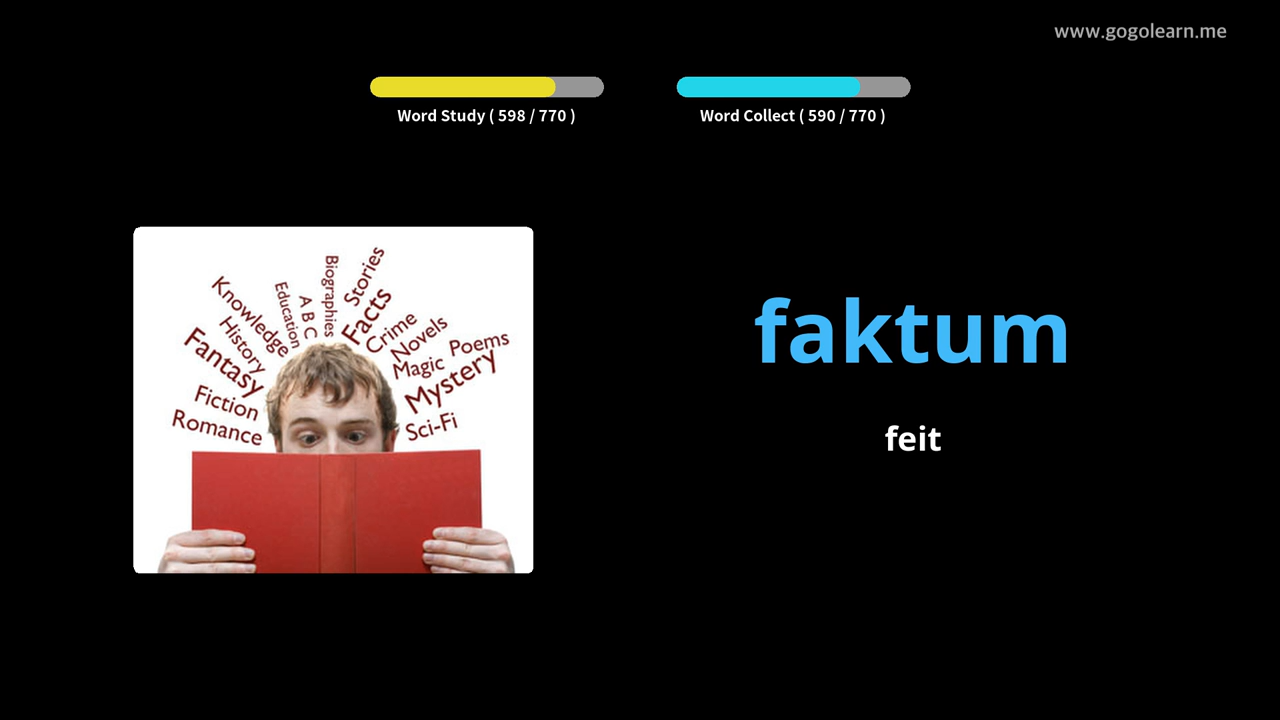 www.gogolearn.me
Word Study ( 598 / 770 )
Word Collect ( 590 / 770 )
Biographies
Stories
Education
A B C
Facts
Knowledge
Crime
History
Novels
Fantasy
Magic
Poems
Mystery
Fiction
Romance
Sci-Fi
faktum
feit